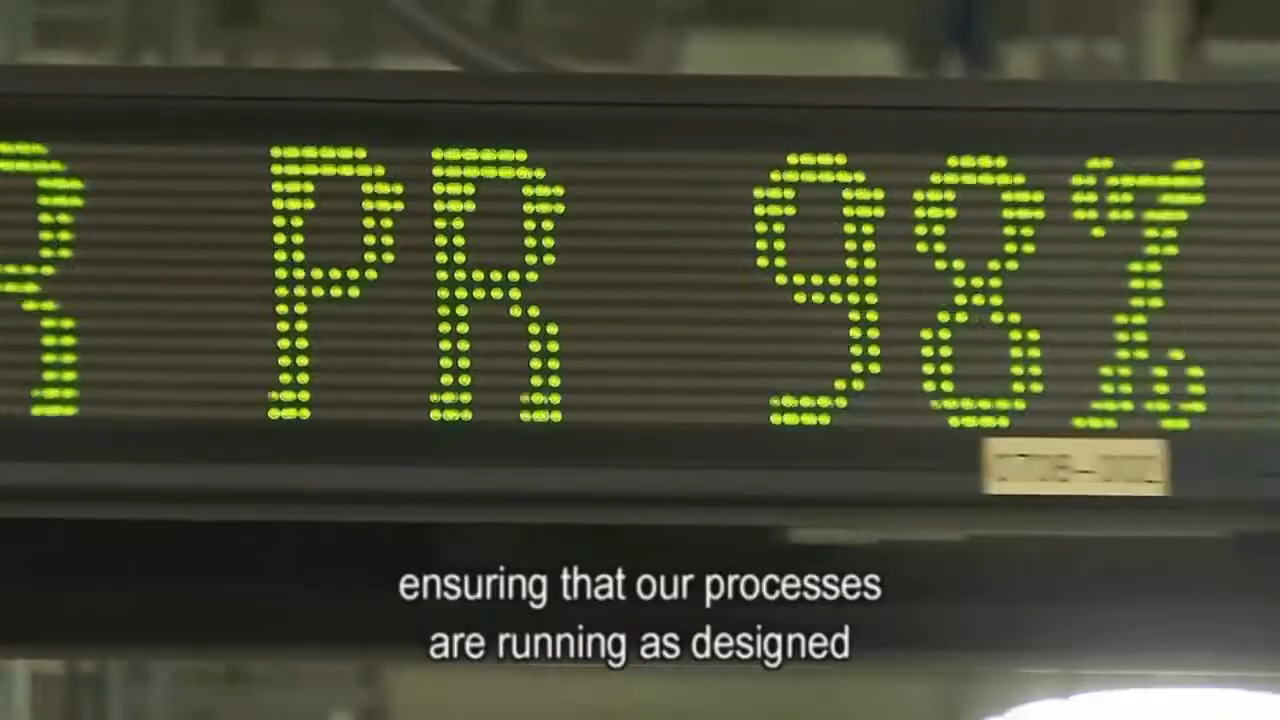 R PR 98%
ensuring that our processes
are running as designed